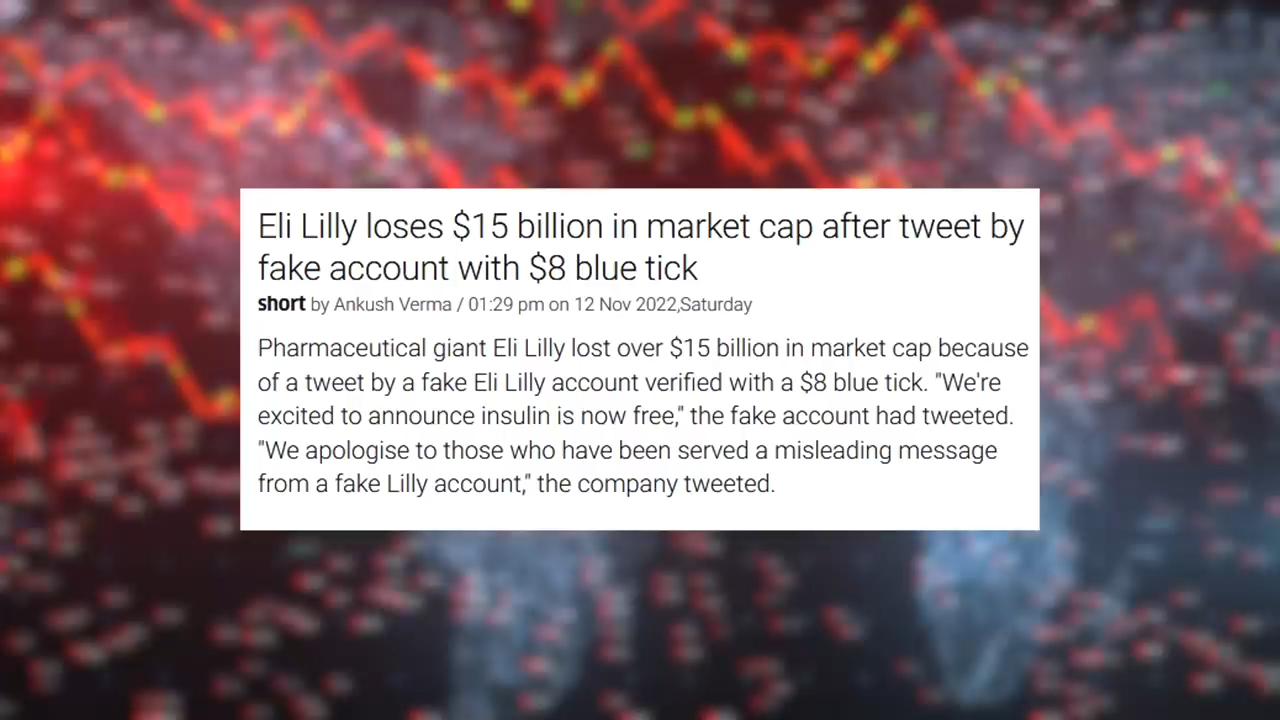 Eli Lilly loses $15 billion in market cap after tweet by
fake account with $8 blue tick
short by Ankush Verma / 01:29 pm on 12 Nov 2022,Saturday
Pharmaceutical giant Eli Lilly lost over $15 billion in market cap because
of a tweet by a fake Eli Lilly account verified with a $8 blue tick. "We're
excited to announce insulin is now free," the fake account had tweeted.
"We apologise to those who have been served a misleading message
from a fake Lilly account," the company tweeted.